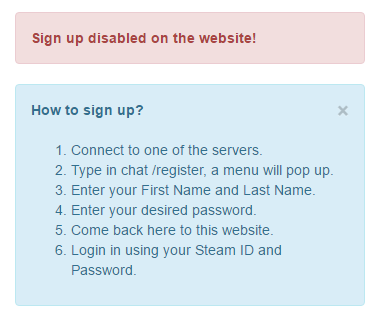 Sign up disabled on the website!
How to sign up?
×
1. Connect to one of the servers.
2. Type in chat /register, a menu will pop up.
3. Enter your First Name and Last Name.
4. Enter your desired password.
5. Come back here to this website.
6. Login in using your Steam ID and
Password.